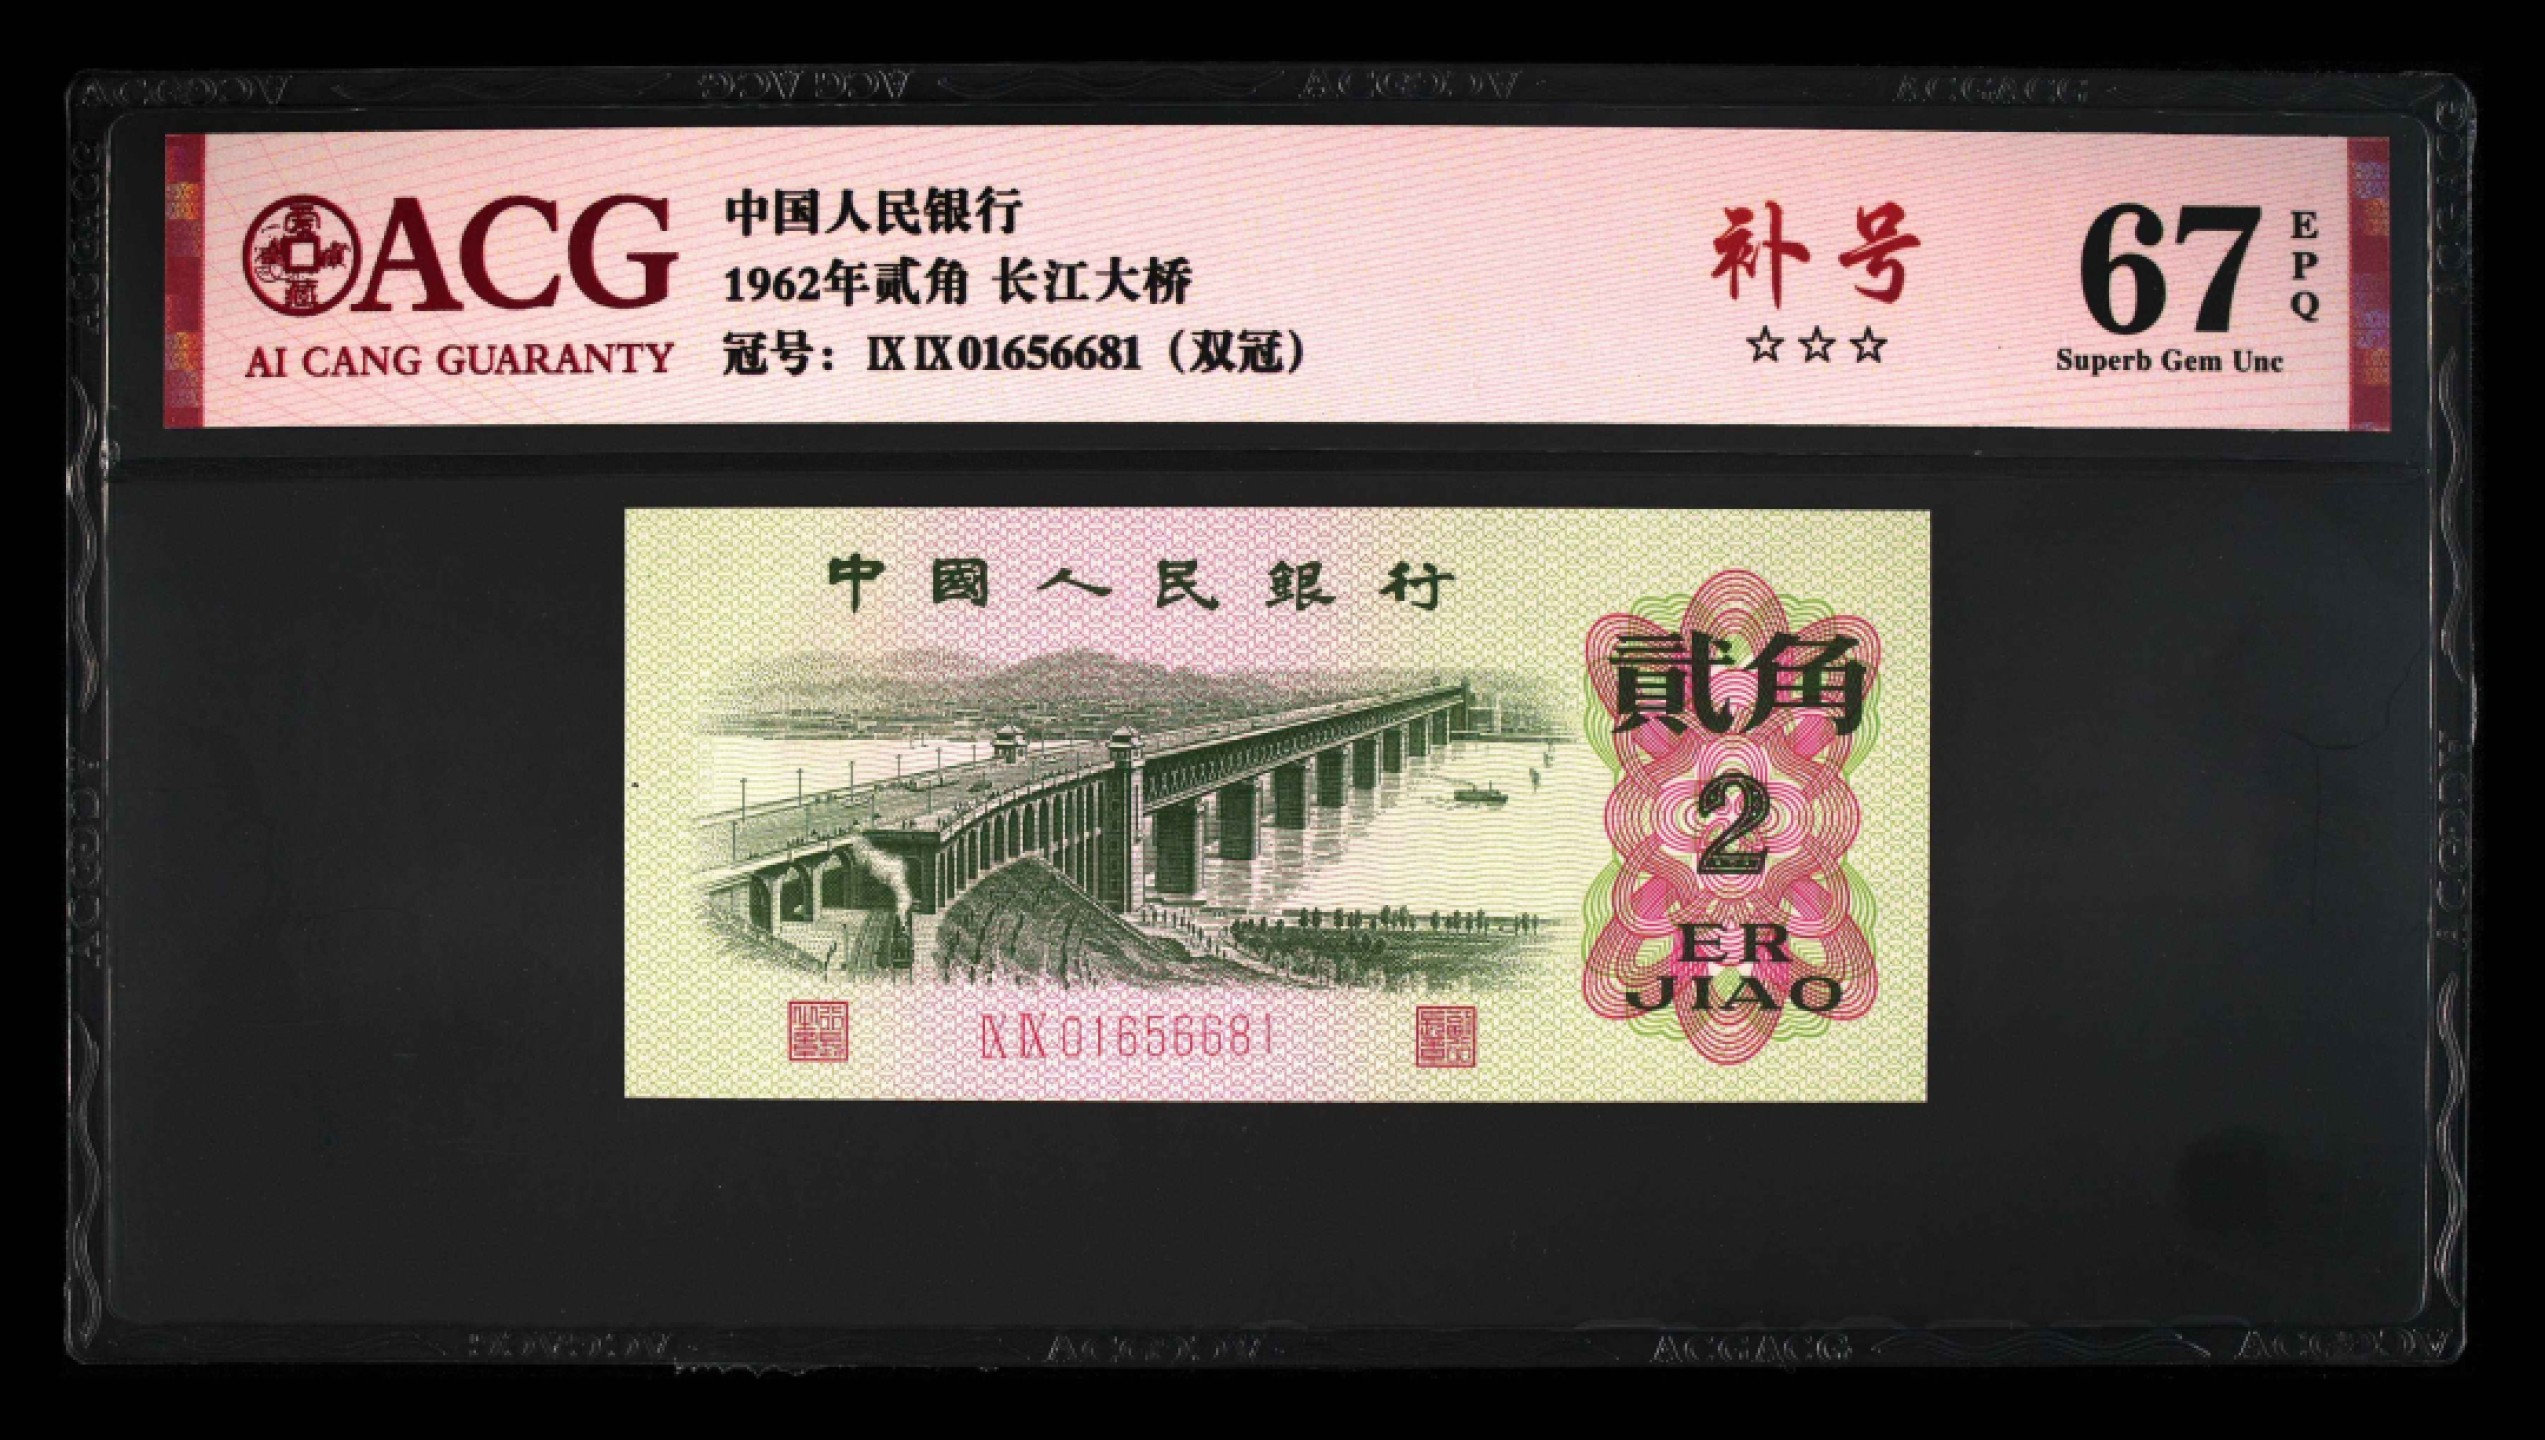 ACG
AI CANG GUARANTY
中国人民银行
1962年贰角 长江大桥
冠号：ⅨⅨ01656681（双冠）
补号
☆☆☆
67
EPQ
Superb Gem Unc
中國人民銀行
貳角
2
ER
JIAO
ⅨⅨ01656681